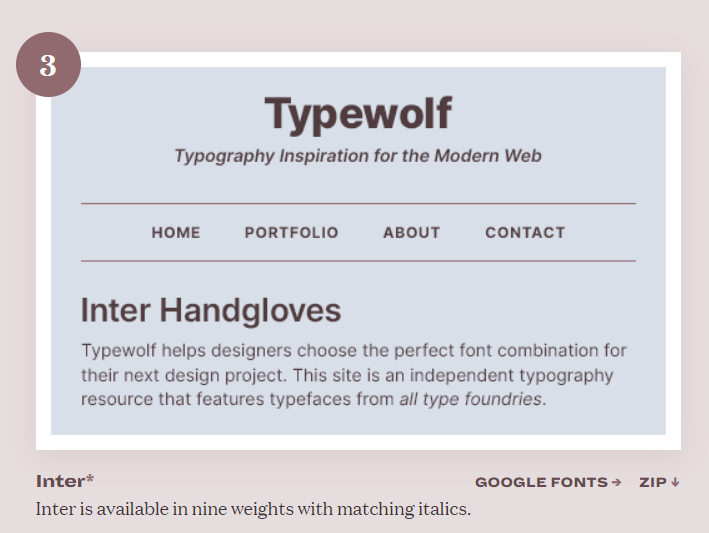 3
Typewolf
Typography Inspiration for the Modern Web
HOME PORTFOLIO ABOUT CONTACT
Inter Handgloves
Typewolf helps designers choose the perfect font combination for
their next design project. This site is an independent typography
resource that features typefaces from all type foundries.
Inter* GOOGLE FONTS → ZIP ↓
Inter is available in nine weights with matching italics.